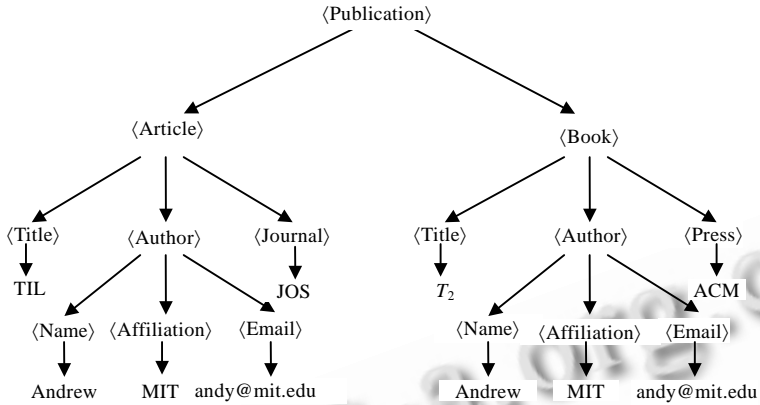 ⟨Publication⟩
⟨Article⟩ ⟨Book⟩
⟨Title⟩ ⟨Author⟩ ⟨Journal⟩ ⟨Title⟩ ⟨Author⟩ ⟨Press⟩
TIL JOS T₂ ACM
⟨Name⟩ ⟨Affiliation⟩ ⟨Email⟩ ⟨Name⟩ ⟨Affiliation⟩ ⟨Email⟩
Andrew MIT andy@mit.edu Andrew MIT andy@mit.edu